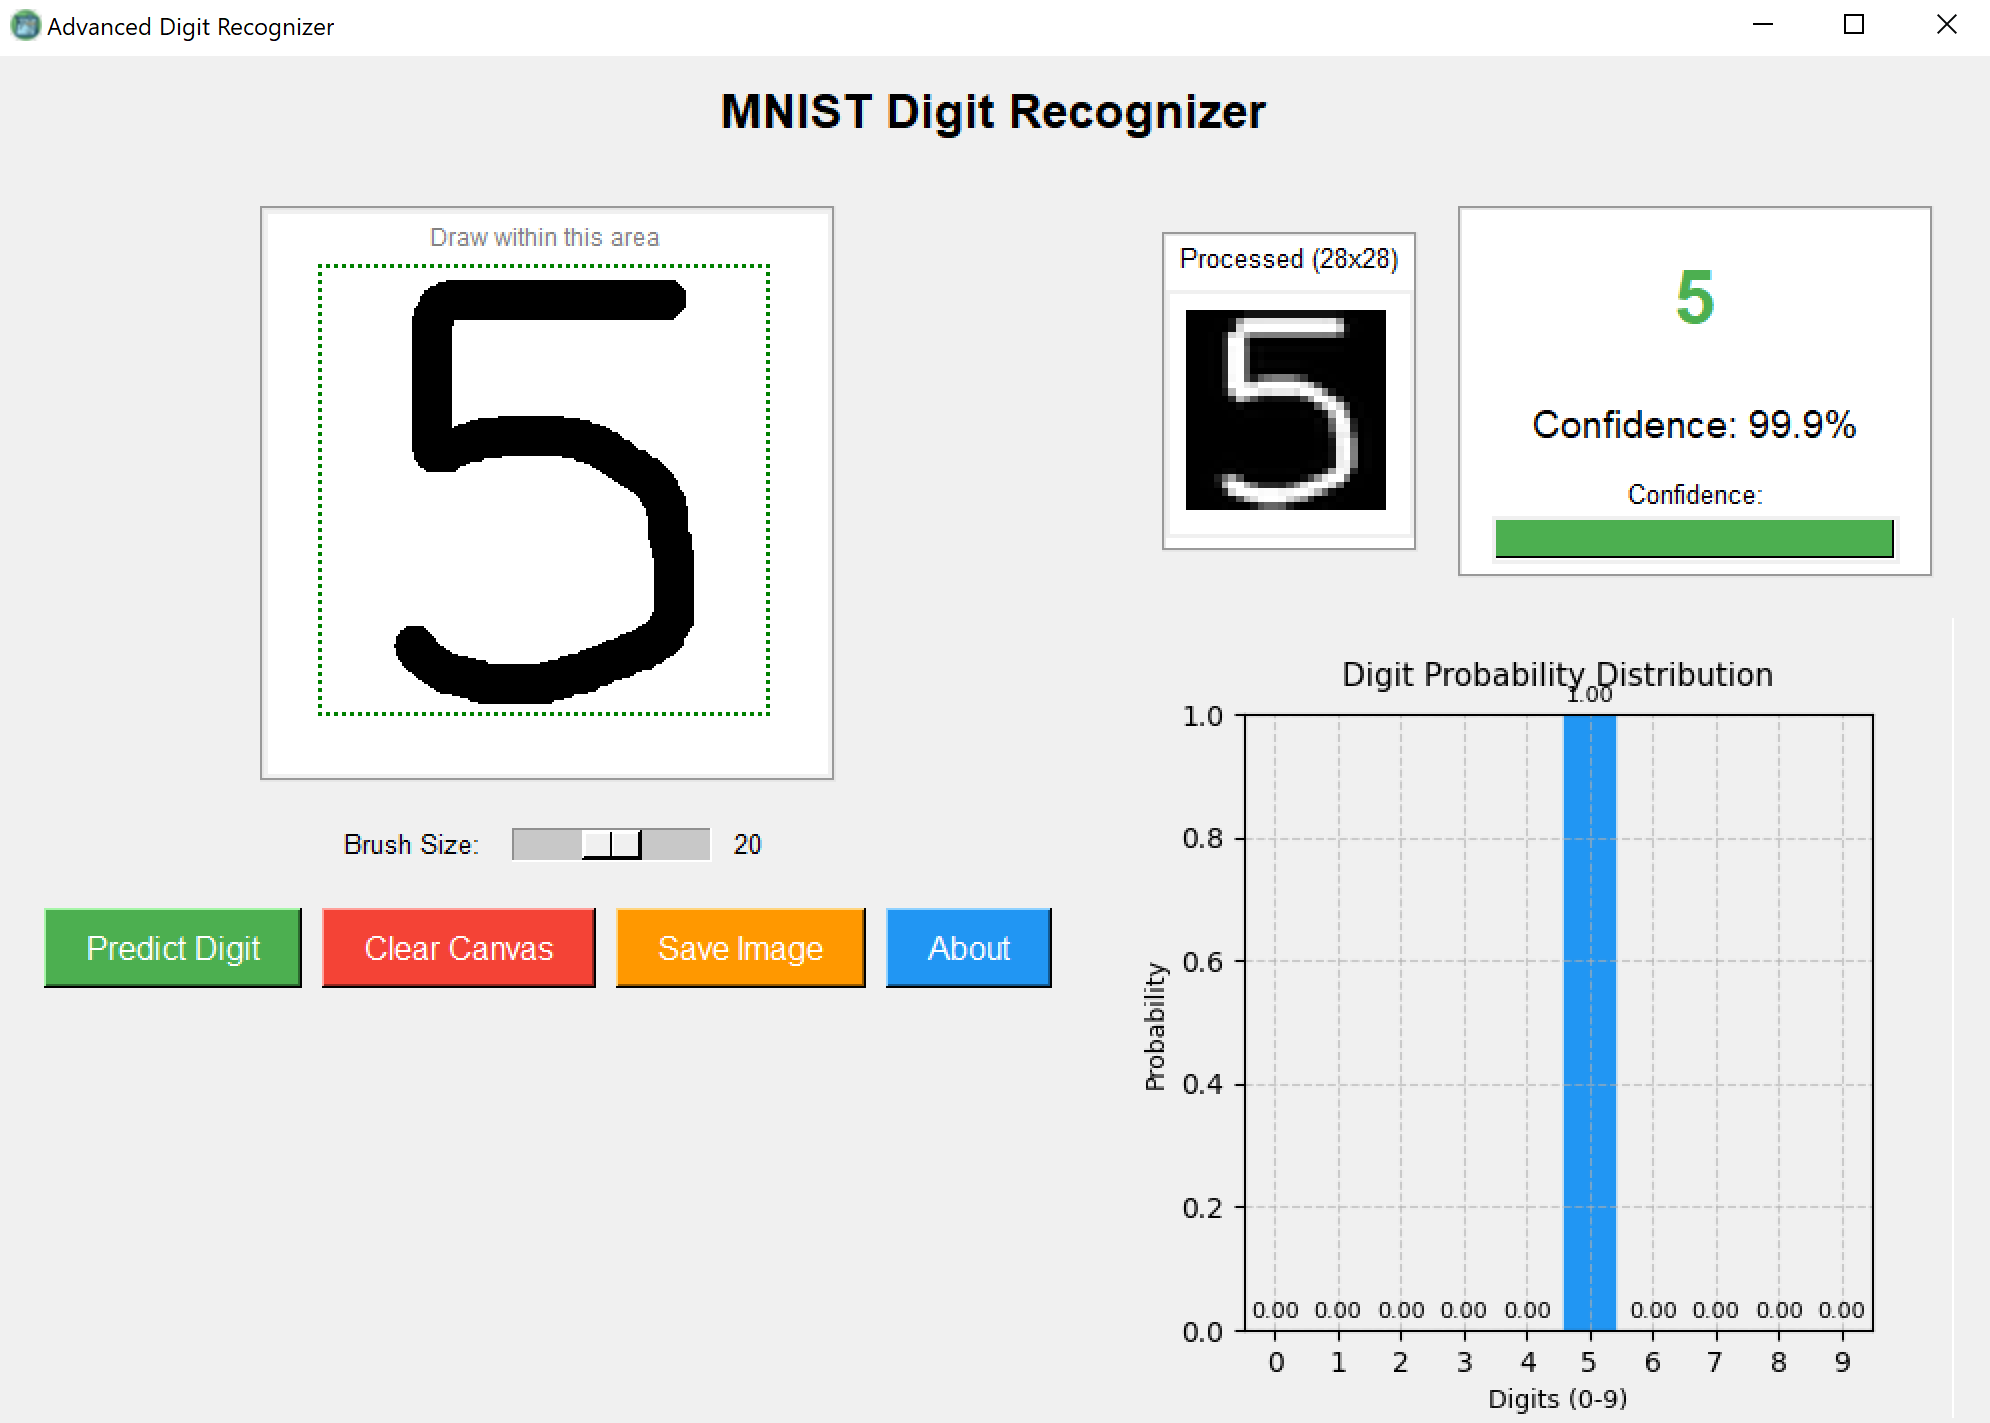 Advanced Digit Recognizer
MNIST Digit Recognizer
Draw within this area
5
Brush Size: 20
Predict Digit Clear Canvas Save Image About
Processed (28x28)
5
5
Confidence: 99.9%
Confidence:
Digit Probability Distribution
1.00
1.0
0.8
0.6
0.4
0.2
0.0
Probability
0.00 0.00 0.00 0.00 0.00 0.00 0.00 0.00 0.00
0 1 2 3 4 5 6 7 8 9
Digits (0-9)